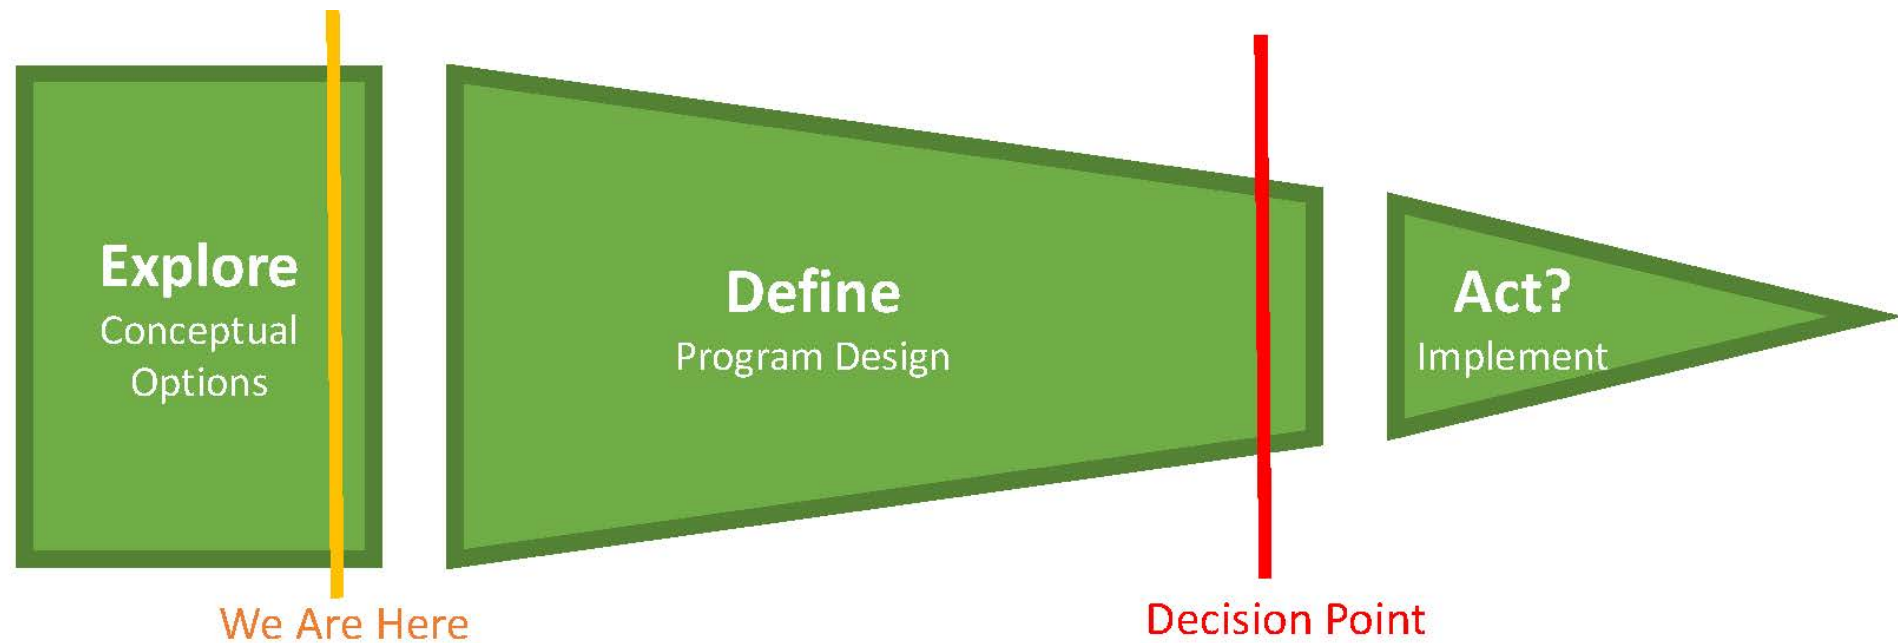 Explore
Conceptual
Options
Define
Program Design
Act?
Implement
We Are Here
Decision Point